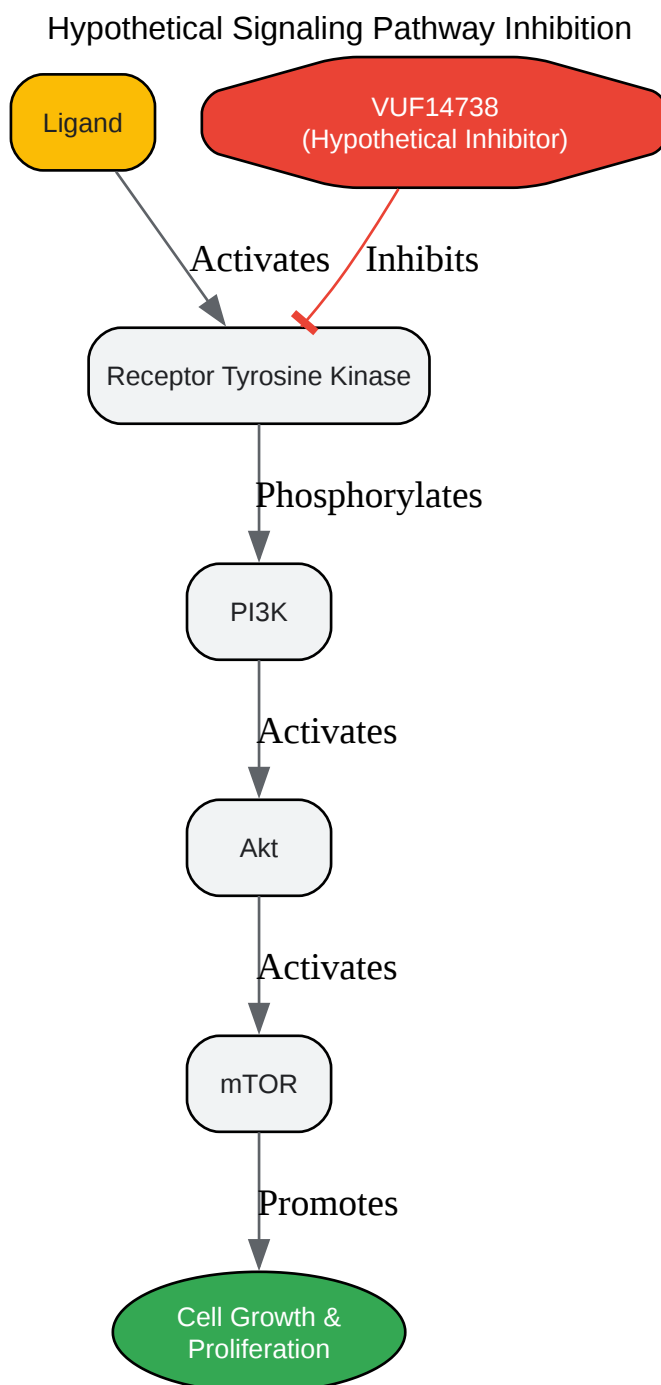 Hypothetical Signaling Pathway Inhibition
Ligand
VUF14738
(Hypothetical Inhibitor)
Activates
Inhibits
Receptor Tyrosine Kinase
Phosphorylates
PI3K
Activates
Akt
Activates
mTOR
Promotes
Cell Growth &
Proliferation